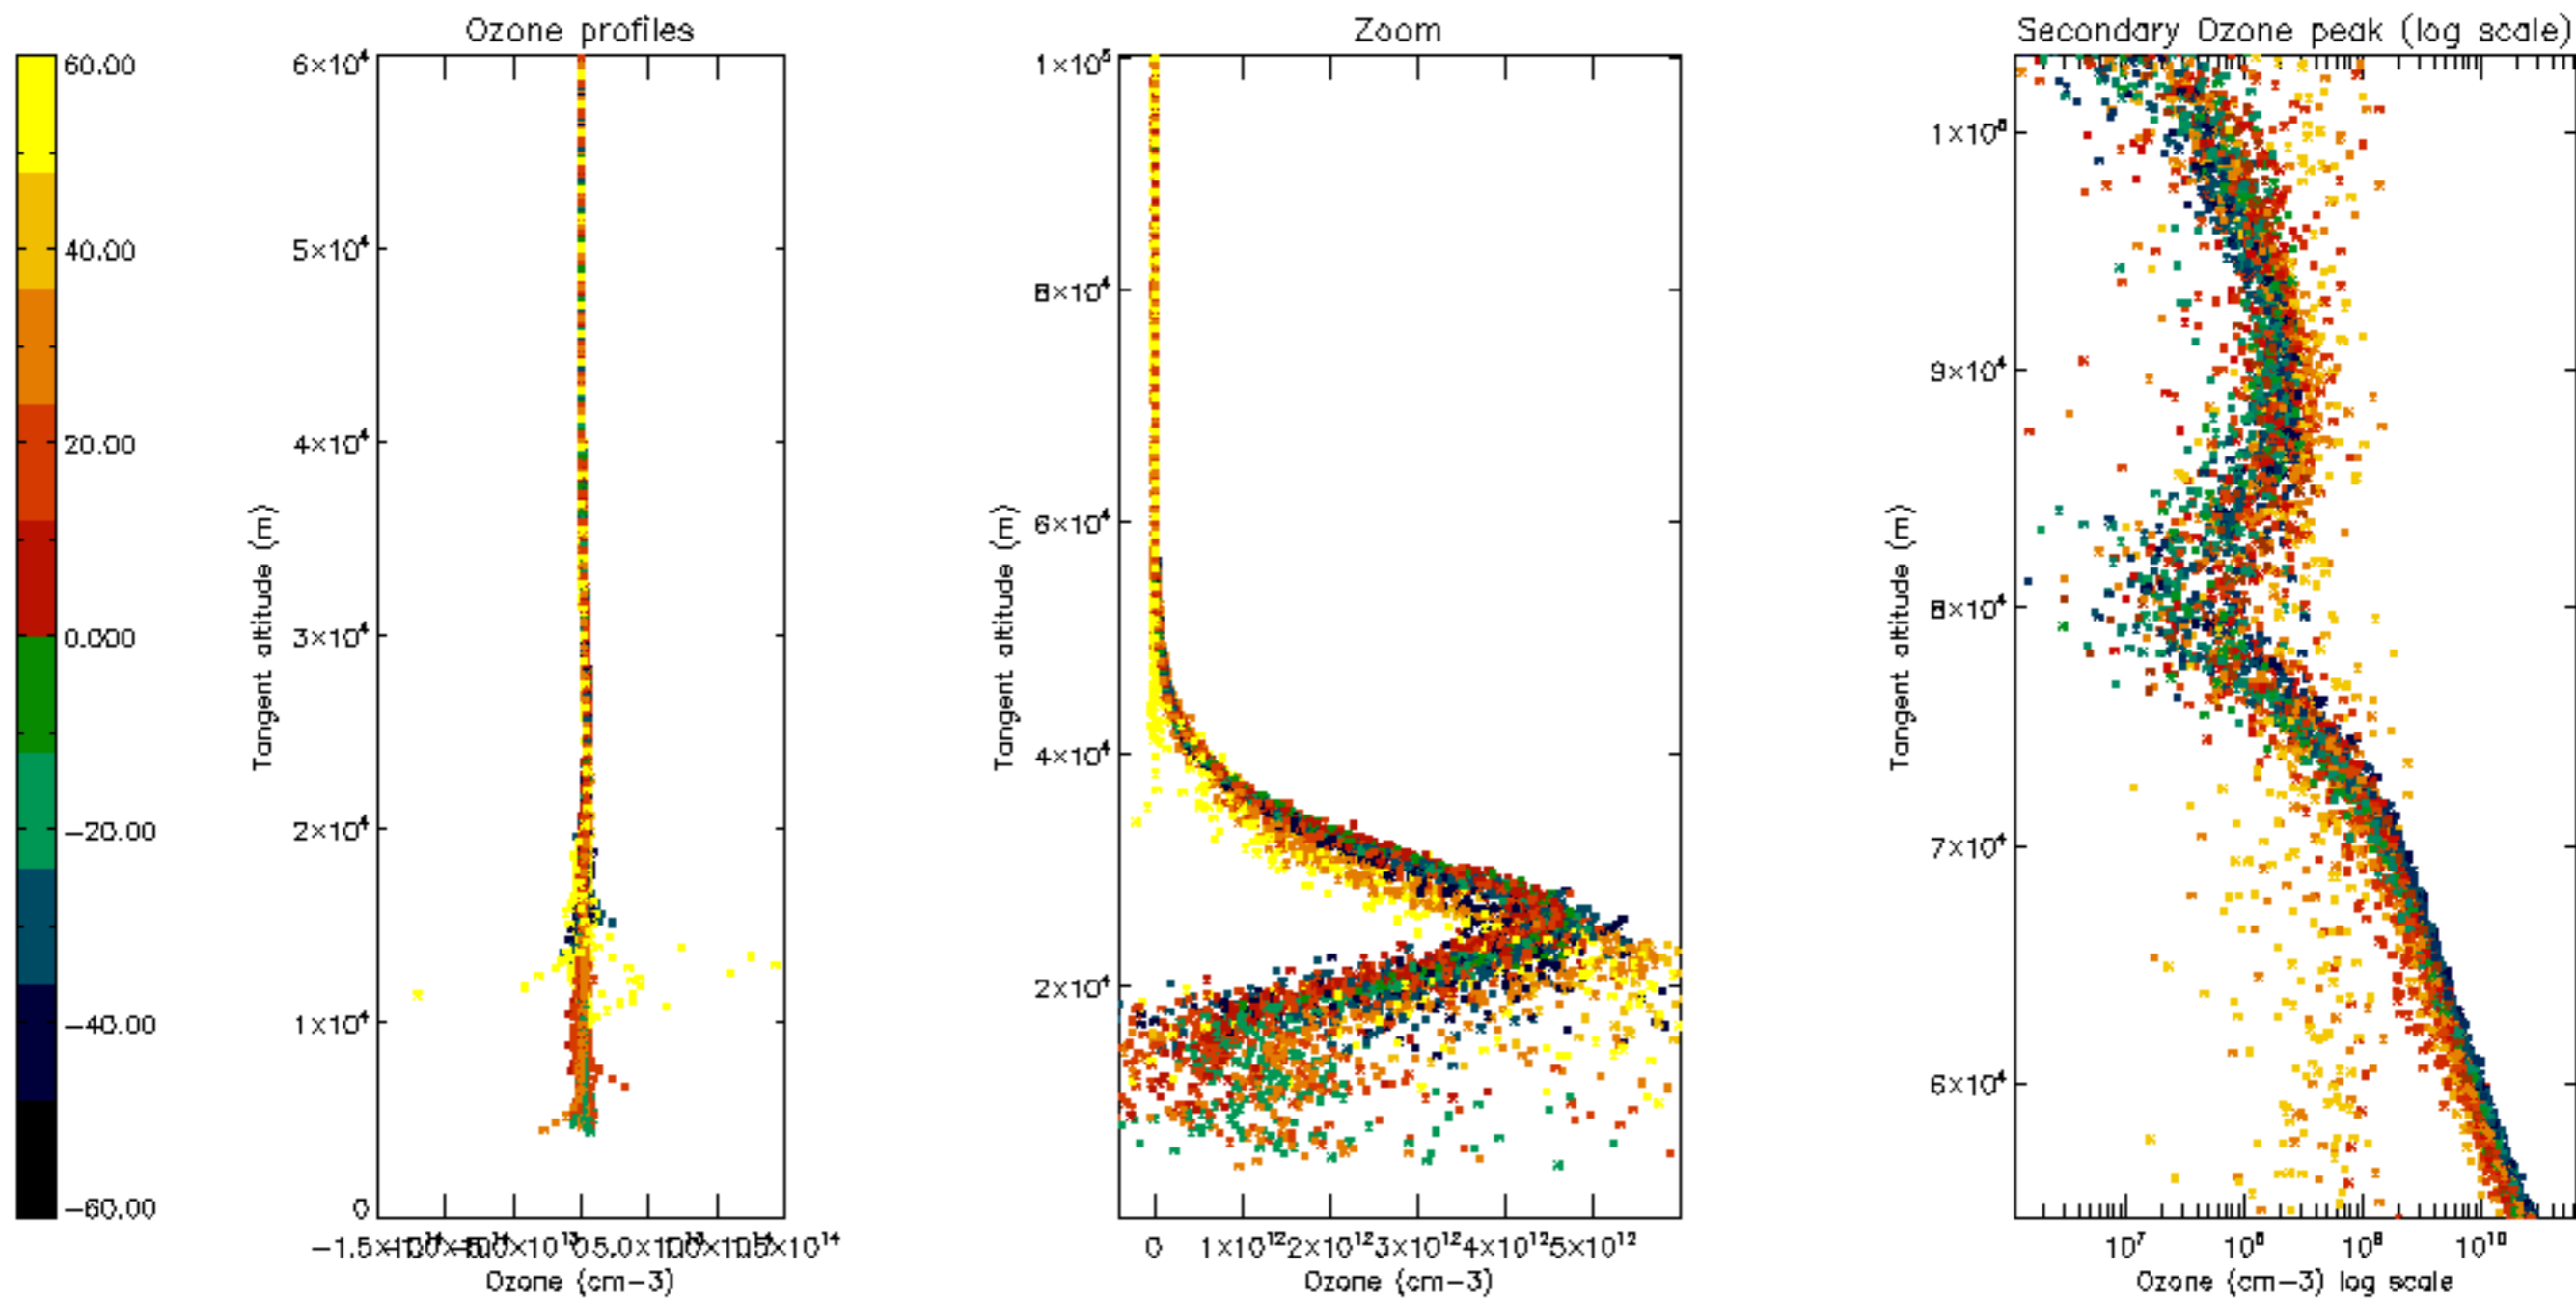 Ozone profiles
Zoom
Secondary Ozone peak (log scale)
60.00
40.00
20.00
0.000
-20.00
-40.00
-60.00
6×10⁴
5×10⁴
4×10⁴
3×10⁴
2×10⁴
1×10⁴
0
Tangent altitude (m)
5.0×10¹³
Ozone (cm-3)
1×10⁵
8×10⁴
6×10⁴
4×10⁴
2×10⁴
Tangent altitude (m)
0 1×10¹² 2×10¹² 3×10¹² 4×10¹² 5×10¹²
Ozone (cm-3)
1×10⁵
9×10⁴
8×10⁴
7×10⁴
6×10⁴
Tangent altitude (m)
10⁷ 10⁸ 10⁹ 10¹⁰
Ozone (cm-3) log scale